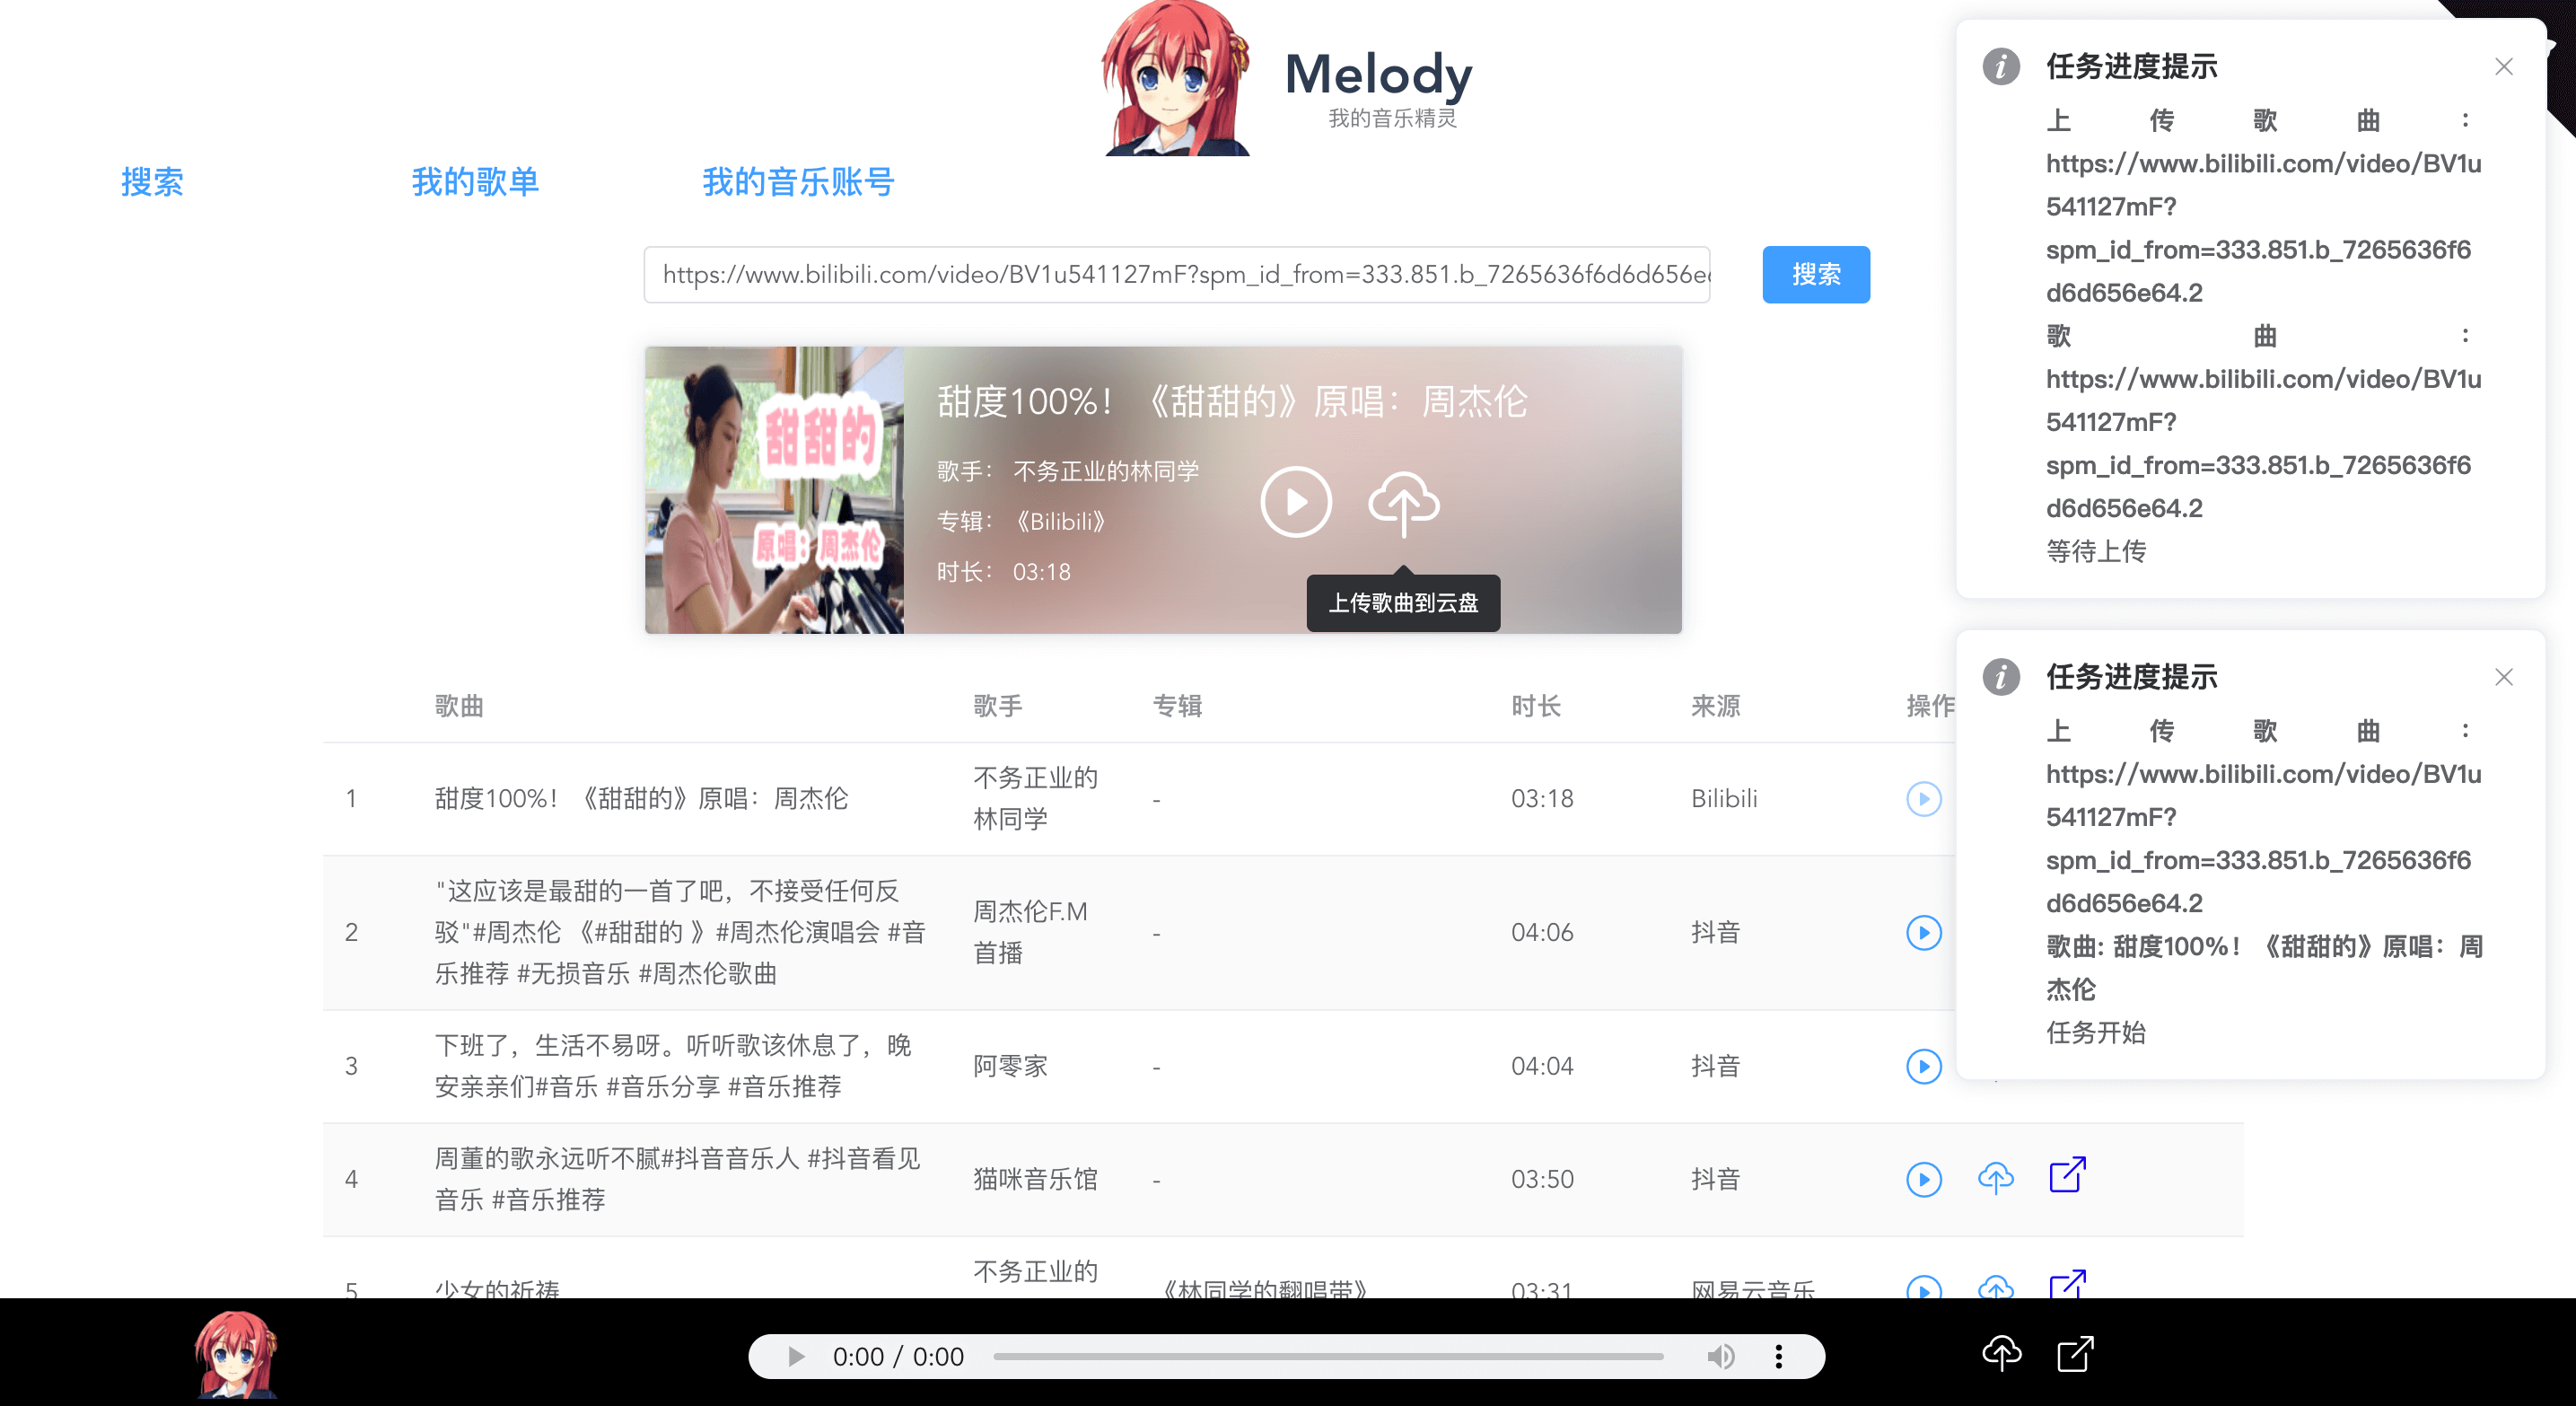 Melody
我的音乐精灵
搜索
我的歌单
我的音乐账号
https://www.bilibili.com/video/BV1u541127mF?spm_id_from=333.851.b_7265636f6d6d656e
搜索
甜甜的
原唱：周杰伦
甜度100%！《甜甜的》原唱：周杰伦
歌手： 不务正业的林同学
专辑： 《Bilibili》
时长： 03:18
上传歌曲到云盘
歌曲 歌手 专辑 时长 来源 操作
1 甜度100%！《甜甜的》原唱：周杰伦 不务正业的 - 03:18 Bilibili
林同学
2 "这应该是最甜的一首了吧，不接受任何反
驳"#周杰伦 《#甜甜的 》#周杰伦演唱会 #音
乐推荐 #无损音乐 #周杰伦歌曲
周杰伦F.M
首播
- 04:06 抖音
3 下班了，生活不易呀。听听歌该休息了，晚
安亲亲们#音乐 #音乐分享 #音乐推荐
阿零家 - 04:04 抖音
4 周董的歌永远听不腻#抖音音乐人 #抖音看见
音乐 #音乐推荐
猫咪音乐馆 - 03:50 抖音
5 少女的祈祷 不务正业的 《林同学的翻唱带》 03:31 网易云音乐
0:00 / 0:00
任务进度提示
上传歌曲：
https://www.bilibili.com/video/BV1u
541127mF?
spm_id_from=333.851.b_7265636f6
d6d656e64.2
歌曲：
https://www.bilibili.com/video/BV1u
541127mF?
spm_id_from=333.851.b_7265636f6
d6d656e64.2
等待上传
任务进度提示
上传歌曲：
https://www.bilibili.com/video/BV1u
541127mF?
spm_id_from=333.851.b_7265636f6
d6d656e64.2
歌曲: 甜度100%！《甜甜的》原唱：周
杰伦
任务开始